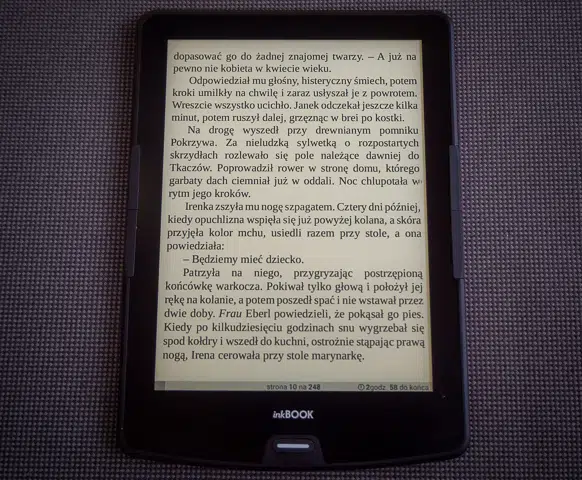 dopasować go do żadnej znajomej twarzy. – A już na
pewno nie kobieta w kwiecie wieku.
Odpowiedział mu głośny, histeryczny śmiech, potem
kroki umilkły na chwilę i zaraz usłyszał je z powrotem.
Wreszcie wszystko ucichło. Janek odczekał jeszcze kilka
minut, potem ruszył dalej, grzęznąc w brei po kostki.
Na drogę wyszedł przy drewnianym pomniku
Pokrzywa. Za nieludzką sylwetką o rozpostartych
skrzydłach rozlewało się pole należące dawniej do
Tkaczów. Poprowadził rower w stronę domu, którego
garbaty dach ciemniał już w oddali. Noc chlupotała w
rytm jego kroków.
Irenka zszyła mu nogę szpagatem. Cztery dni później,
kiedy opuchlizna wspięła się już powyżej kolana, a skóra
przyjęła kolor mchu, usiedli razem przy stole, a ona
powiedziała:
– Będziemy mieć dziecko.
Patrzyła na niego, przygryzając postrzępioną
końcówkę warkocza. Pokiwał tylko głową i położył jej
rękę na kolanie, a potem poszedł spać i nie wstawał przez
dwie doby. Frau Eberl powiedzieli, że pokąsał go pies.
Kiedy po kilkudziesięciu godzinach snu wygrzebał się
spod kołdry i wszedł do kuchni, ostrożnie stąpając prawą
nogą, Irena cerowała przy stole marynarkę.
strona 10 na 248 2godz. 58 do końca
inkBOOK